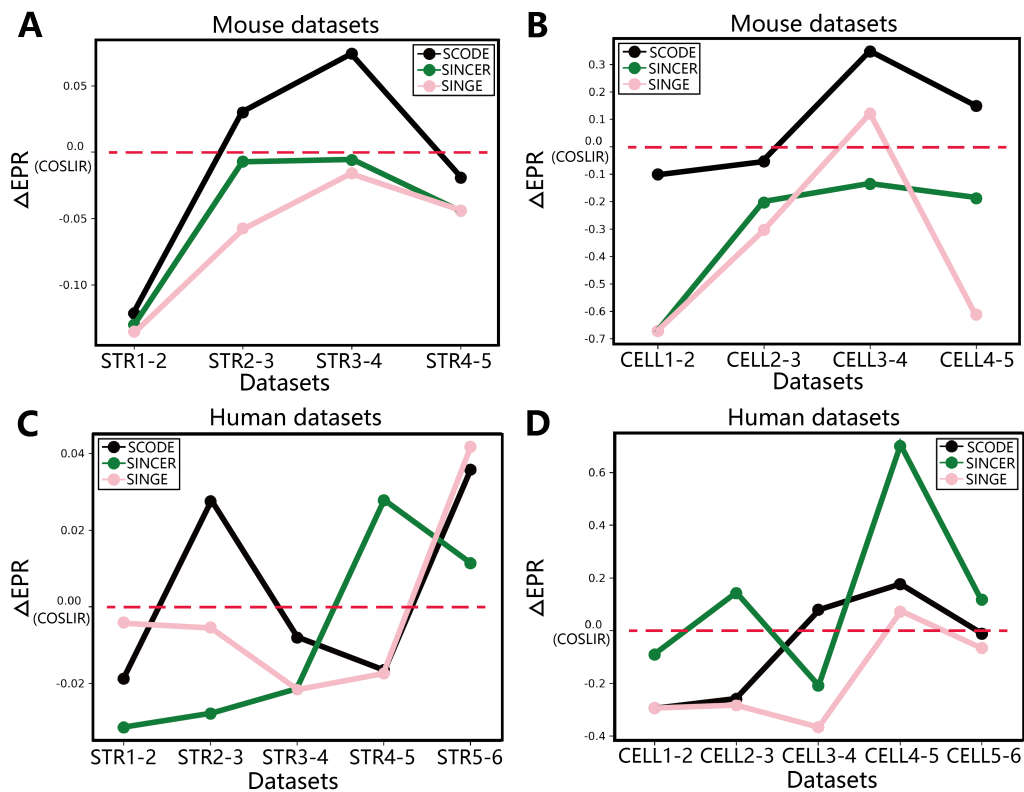 A
Mouse datasets
SCODE
SINCER
SINGE
0.05
0.0
(COSLIR)
-0.05
-0.10
△EPR
STR1-2 STR2-3 STR3-4 STR4-5
Datasets
B
Mouse datasets
SCODE
SINCER
SINGE
0.3
0.2
0.1
0.0
(COSLIR)
-0.1
-0.2
-0.3
-0.4
-0.5
-0.6
-0.7
△EPR
CELL1-2 CELL2-3 CELL3-4 CELL4-5
Datasets
C
Human datasets
SCODE
SINCER
SINGE
0.04
0.02
0.00
(COSLIR)
-0.02
△EPR
STR1-2 STR2-3 STR3-4 STR4-5 STR5-6
Datasets
D
Human datasets
SCODE
SINCER
SINGE
0.6
0.4
0.2
0.0
(COSLIR)
-0.2
-0.4
△EPR
CELL1-2 CELL2-3 CELL3-4 CELL4-5 CELL5-6
Datasets